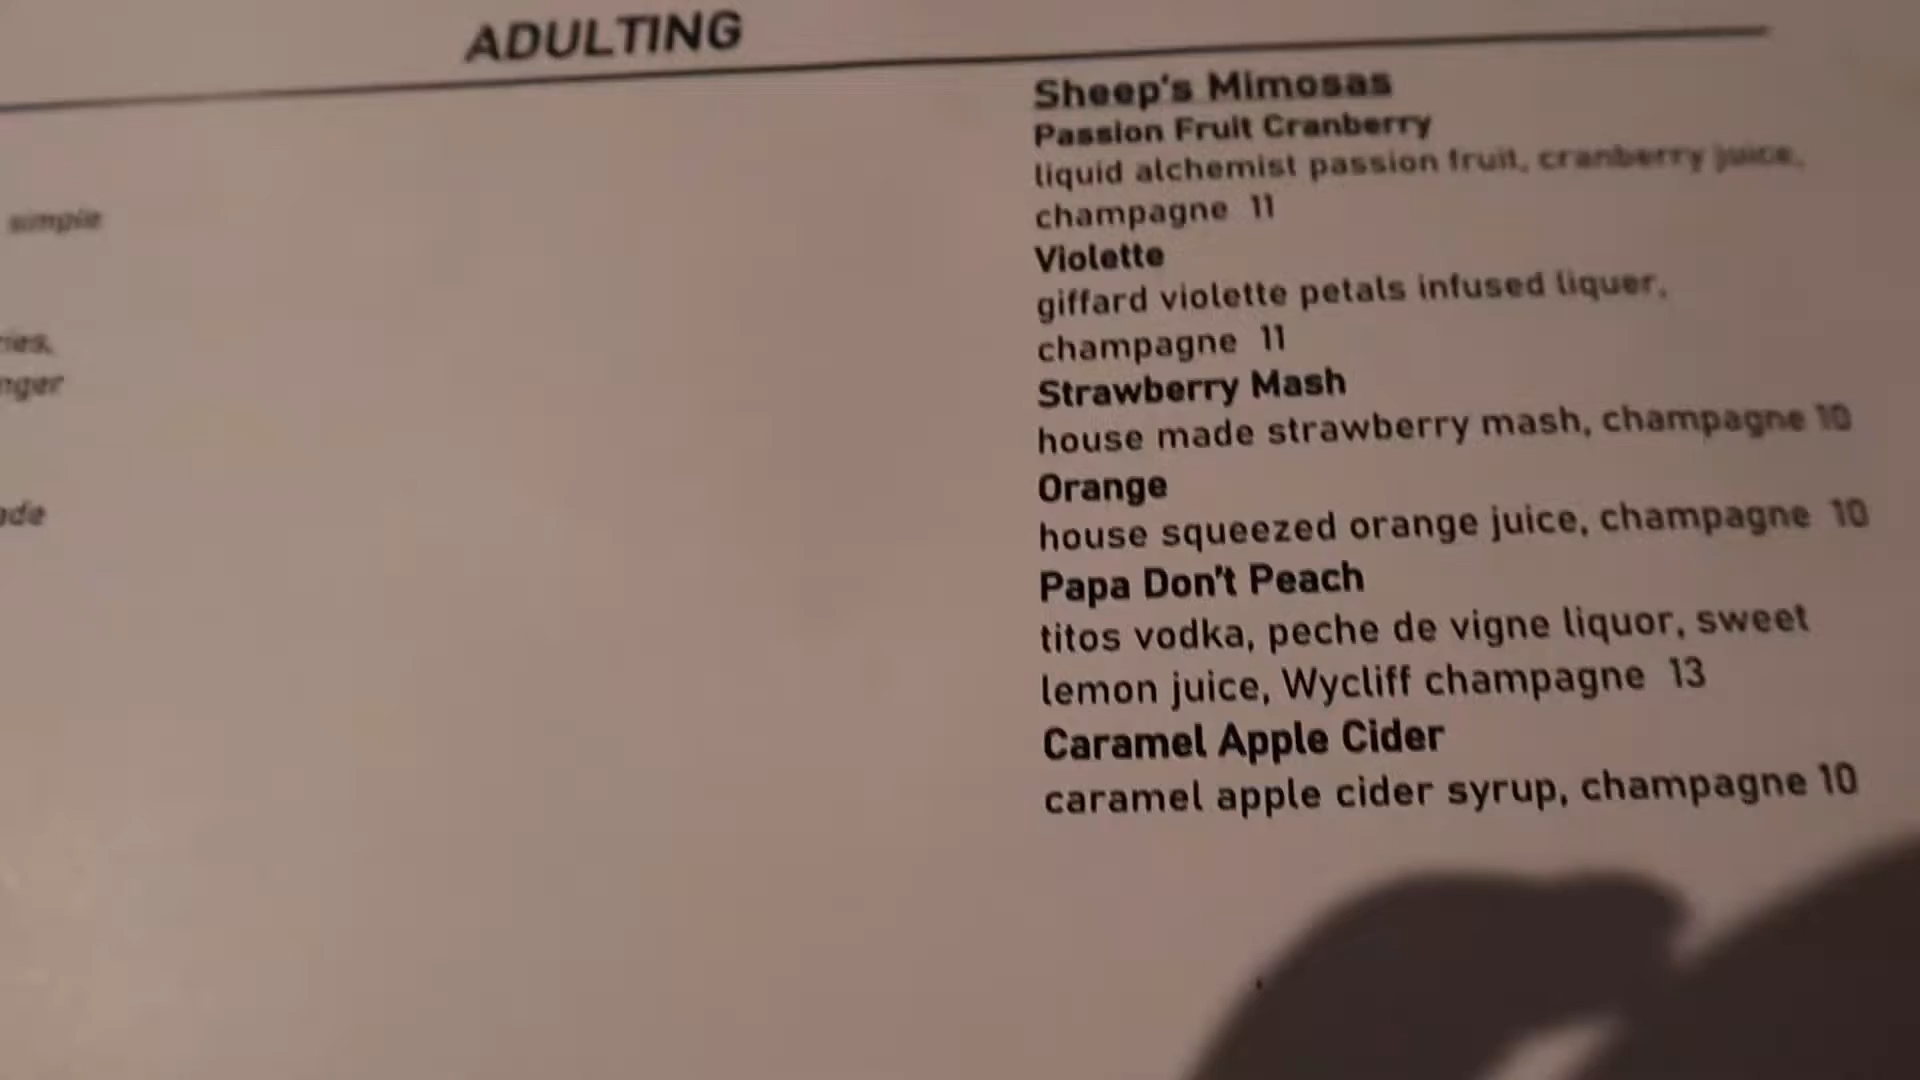 ADULTING
simple
ade
Sheep's Mimosas
Passion Fruit Cranberry
liquid alchemist passion fruit, cranberry juice,
champagne 11
Violette
giffard violette petals infused liquer,
champagne 11
Strawberry Mash
house made strawberry mash, champagne 10
Orange
house squeezed orange juice, champagne 10
Papa Don't Peach
titos vodka, peche de vigne liquor, sweet
lemon juice, Wycliff champagne 13
Caramel Apple Cider
caramel apple cider syrup, champagne 10